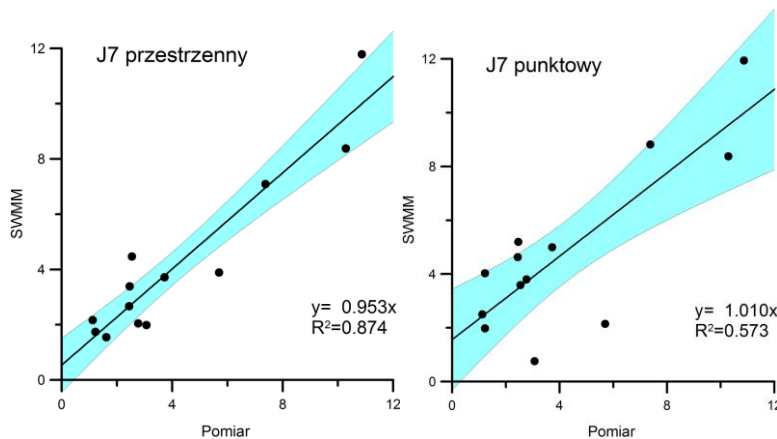 J7 przestrzenny
12
8
4
0
SWMM
y= 0.953x
R²=0.874
0 4 8 12
Pomiar
J7 punktowy
12
8
4
0
SWMM
y= 1.010x
R²=0.573
0 4 8 12
Pomiar